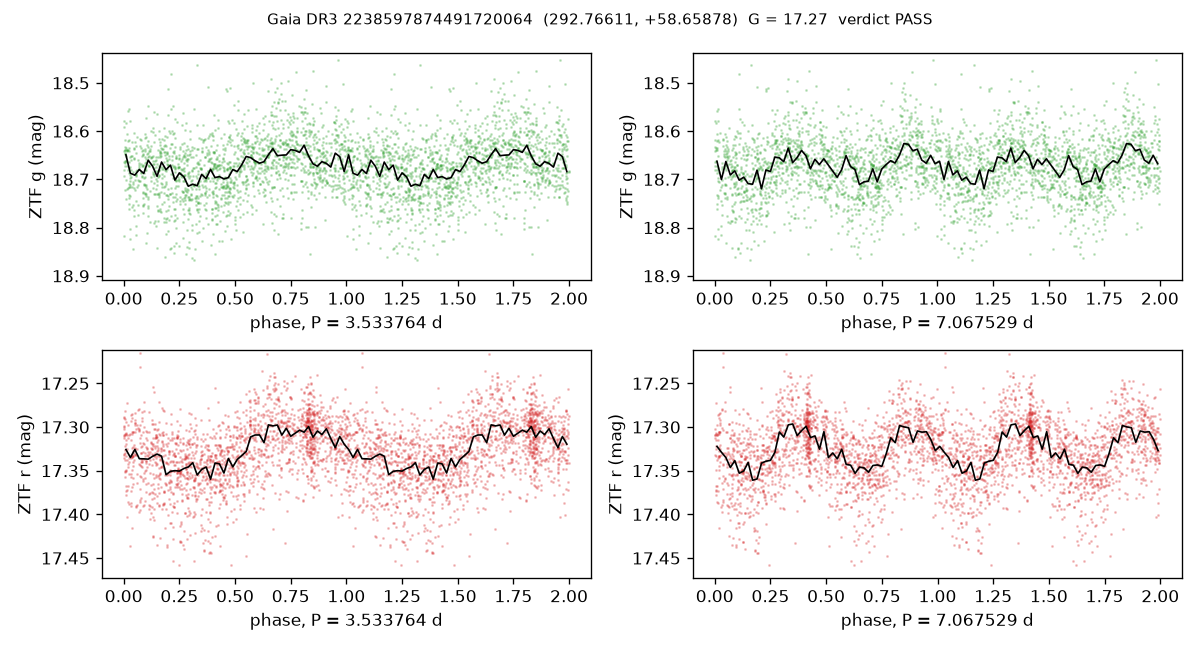 Gaia DR3 2238597874491720064  (292.76611, +58.65878)  G = 17.27  verdict PASS
ZTF g (mag)
18.5
18.6
18.7
18.8
18.9
0.00 0.25 0.50 0.75 1.00 1.25 1.50 1.75 2.00
phase, P = 3.533764 d
ZTF g (mag)
18.5
18.6
18.7
18.8
18.9
0.00 0.25 0.50 0.75 1.00 1.25 1.50 1.75 2.00
phase, P = 7.067529 d
ZTF r (mag)
17.25
17.30
17.35
17.40
17.45
0.00 0.25 0.50 0.75 1.00 1.25 1.50 1.75 2.00
phase, P = 3.533764 d
ZTF r (mag)
17.25
17.30
17.35
17.40
17.45
0.00 0.25 0.50 0.75 1.00 1.25 1.50 1.75 2.00
phase, P = 7.067529 d